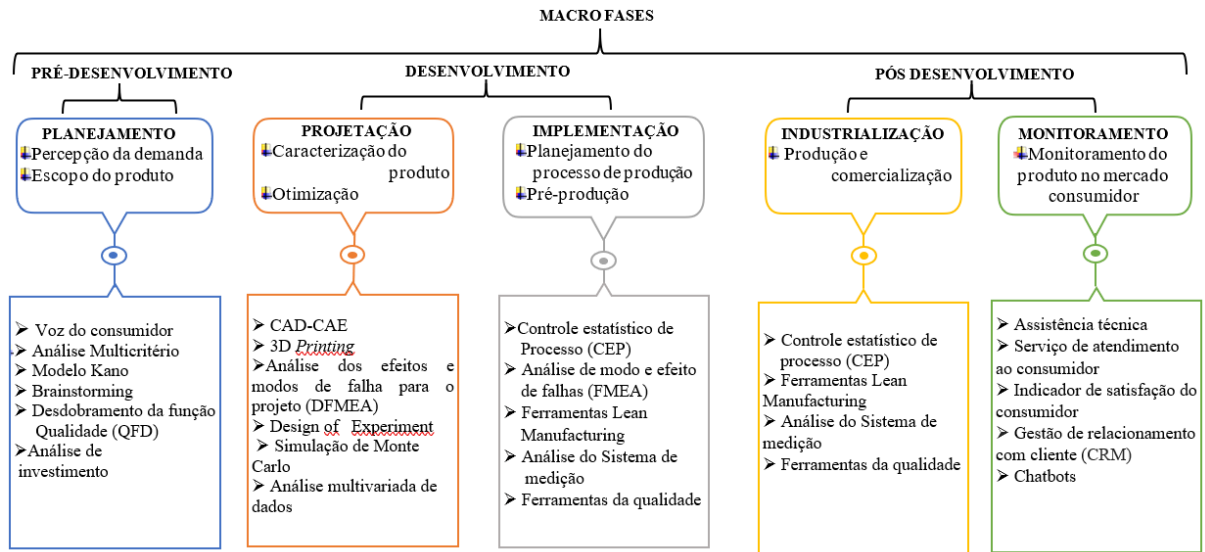 MACRO FASES
PRÉ-DESENVOLVIMENTO
DESENVOLVIMENTO
PÓS DESENVOLVIMENTO
PLANEJAMENTO
Percepção da demanda
Escopo do produto
PROJETAÇÃO
Caracterização do
produto
Otimização
IMPLEMENTAÇÃO
Planejamento do
processo de produção
Pré-produção
INDUSTRIALIZAÇÃO
Produção e
comercialização
MONITORAMENTO
Monitoramento do
produto no mercado
consumidor
➢ Voz do consumidor
➢ Análise Multicritério
➢ Modelo Kano
➢ Brainstorming
➢ Desdobramento da função
Qualidade (QFD)
➢Análise de
investimento
➢ CAD-CAE
➢ 3D Printing
➢Análise dos efeitos e
modos de falha para o
projeto (DFMEA)
➢ Design of Experiment
➢ Simulação de Monte
Carlo
➢ Análise multivariada de
dados
➢Controle estatístico de
Processo (CEP)
➢ Análise de modo e efeito
de falhas (FMEA)
➢ Ferramentas Lean
Manufacturing
➢ Análise do Sistema de
medição
➢ Ferramentas da qualidade
➢ Controle estatístico de
processo (CEP)
➢ Ferramentas Lean
Manufacturing
➢ Análise do Sistema de
medição
➢ Ferramentas da qualidade
➢ Assistência técnica
➢ Serviço de atendimento
ao consumidor
➢ Indicador de satisfação do
consumidor
➢ Gestão de relacionamento
com cliente (CRM)
➢ Chatbots